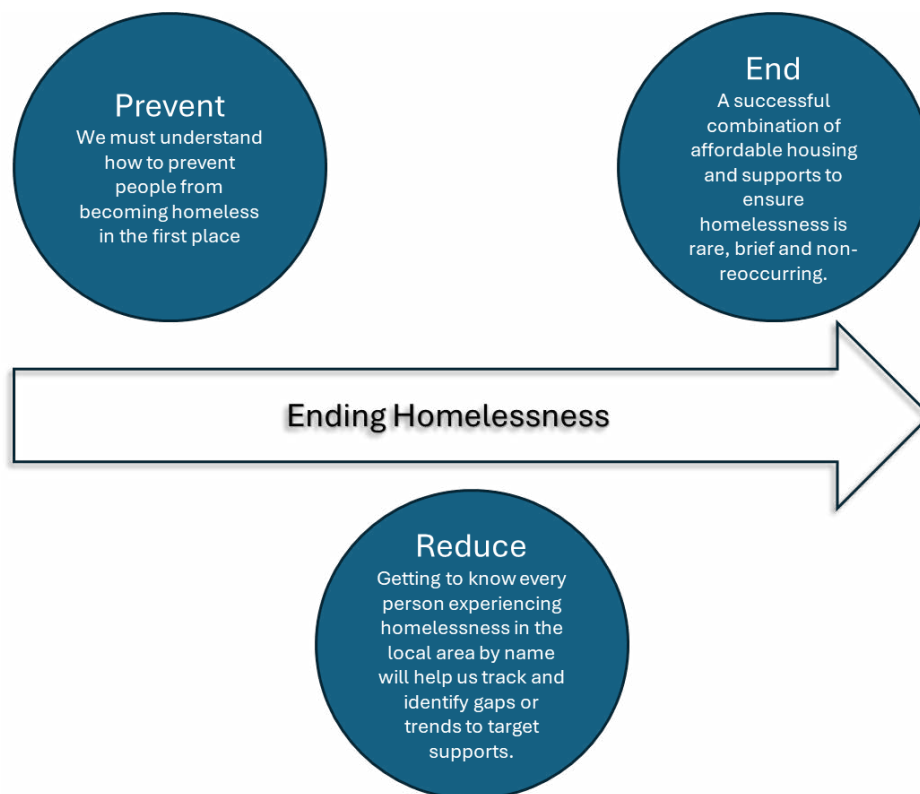 Prevent
We must understand
how to prevent
people from
becoming homeless
in the first place
End
A successful
combination of
affordable housing
and supports to
ensure
homelessness is
rare, brief and non-
reoccurring.
Ending Homelessness
Reduce
Getting to know every
person experiencing
homelessness in the
local area by name
will help us track and
identify gaps or
trends to target
supports.